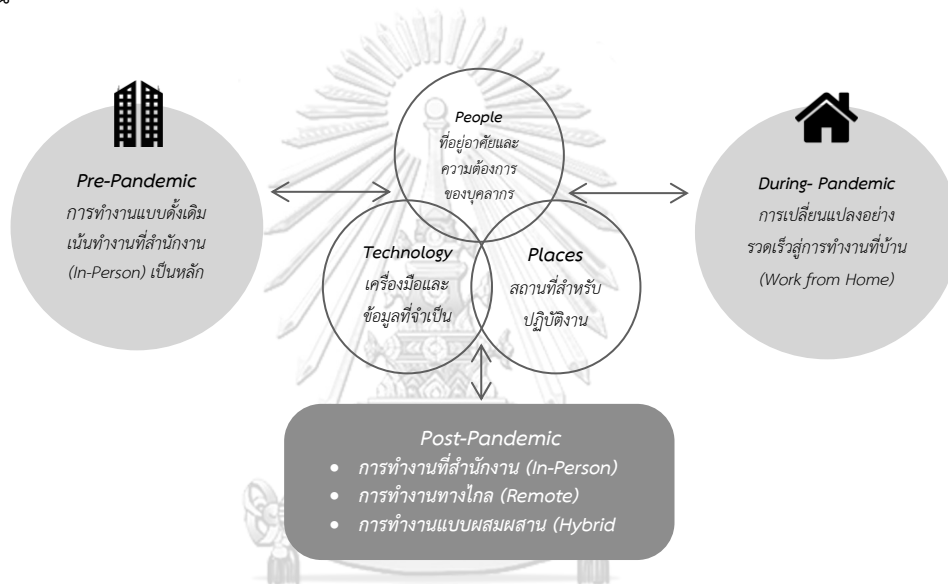 Pre-Pandemic
การทำงานแบบดั้งเดิม
เน้นทำงานที่สำนักงาน
(In-Person) เป็นหลัก
People
ที่อยู่อาศัยและ
ความต้องการ
ของบุคลากร
Technology
เครื่องมือและ
ข้อมูลที่จำเป็น
Places
สถานที่สำหรับ
ปฏิบัติงาน
During- Pandemic
การเปลี่ยนแปลงอย่าง
รวดเร็วสู่การทำงานที่บ้าน
(Work from Home)
Post-Pandemic
• การทำงานที่สำนักงาน (In-Person)
• การทำงานทางไกล (Remote)
• การทำงานแบบผสมผสาน (Hybrid